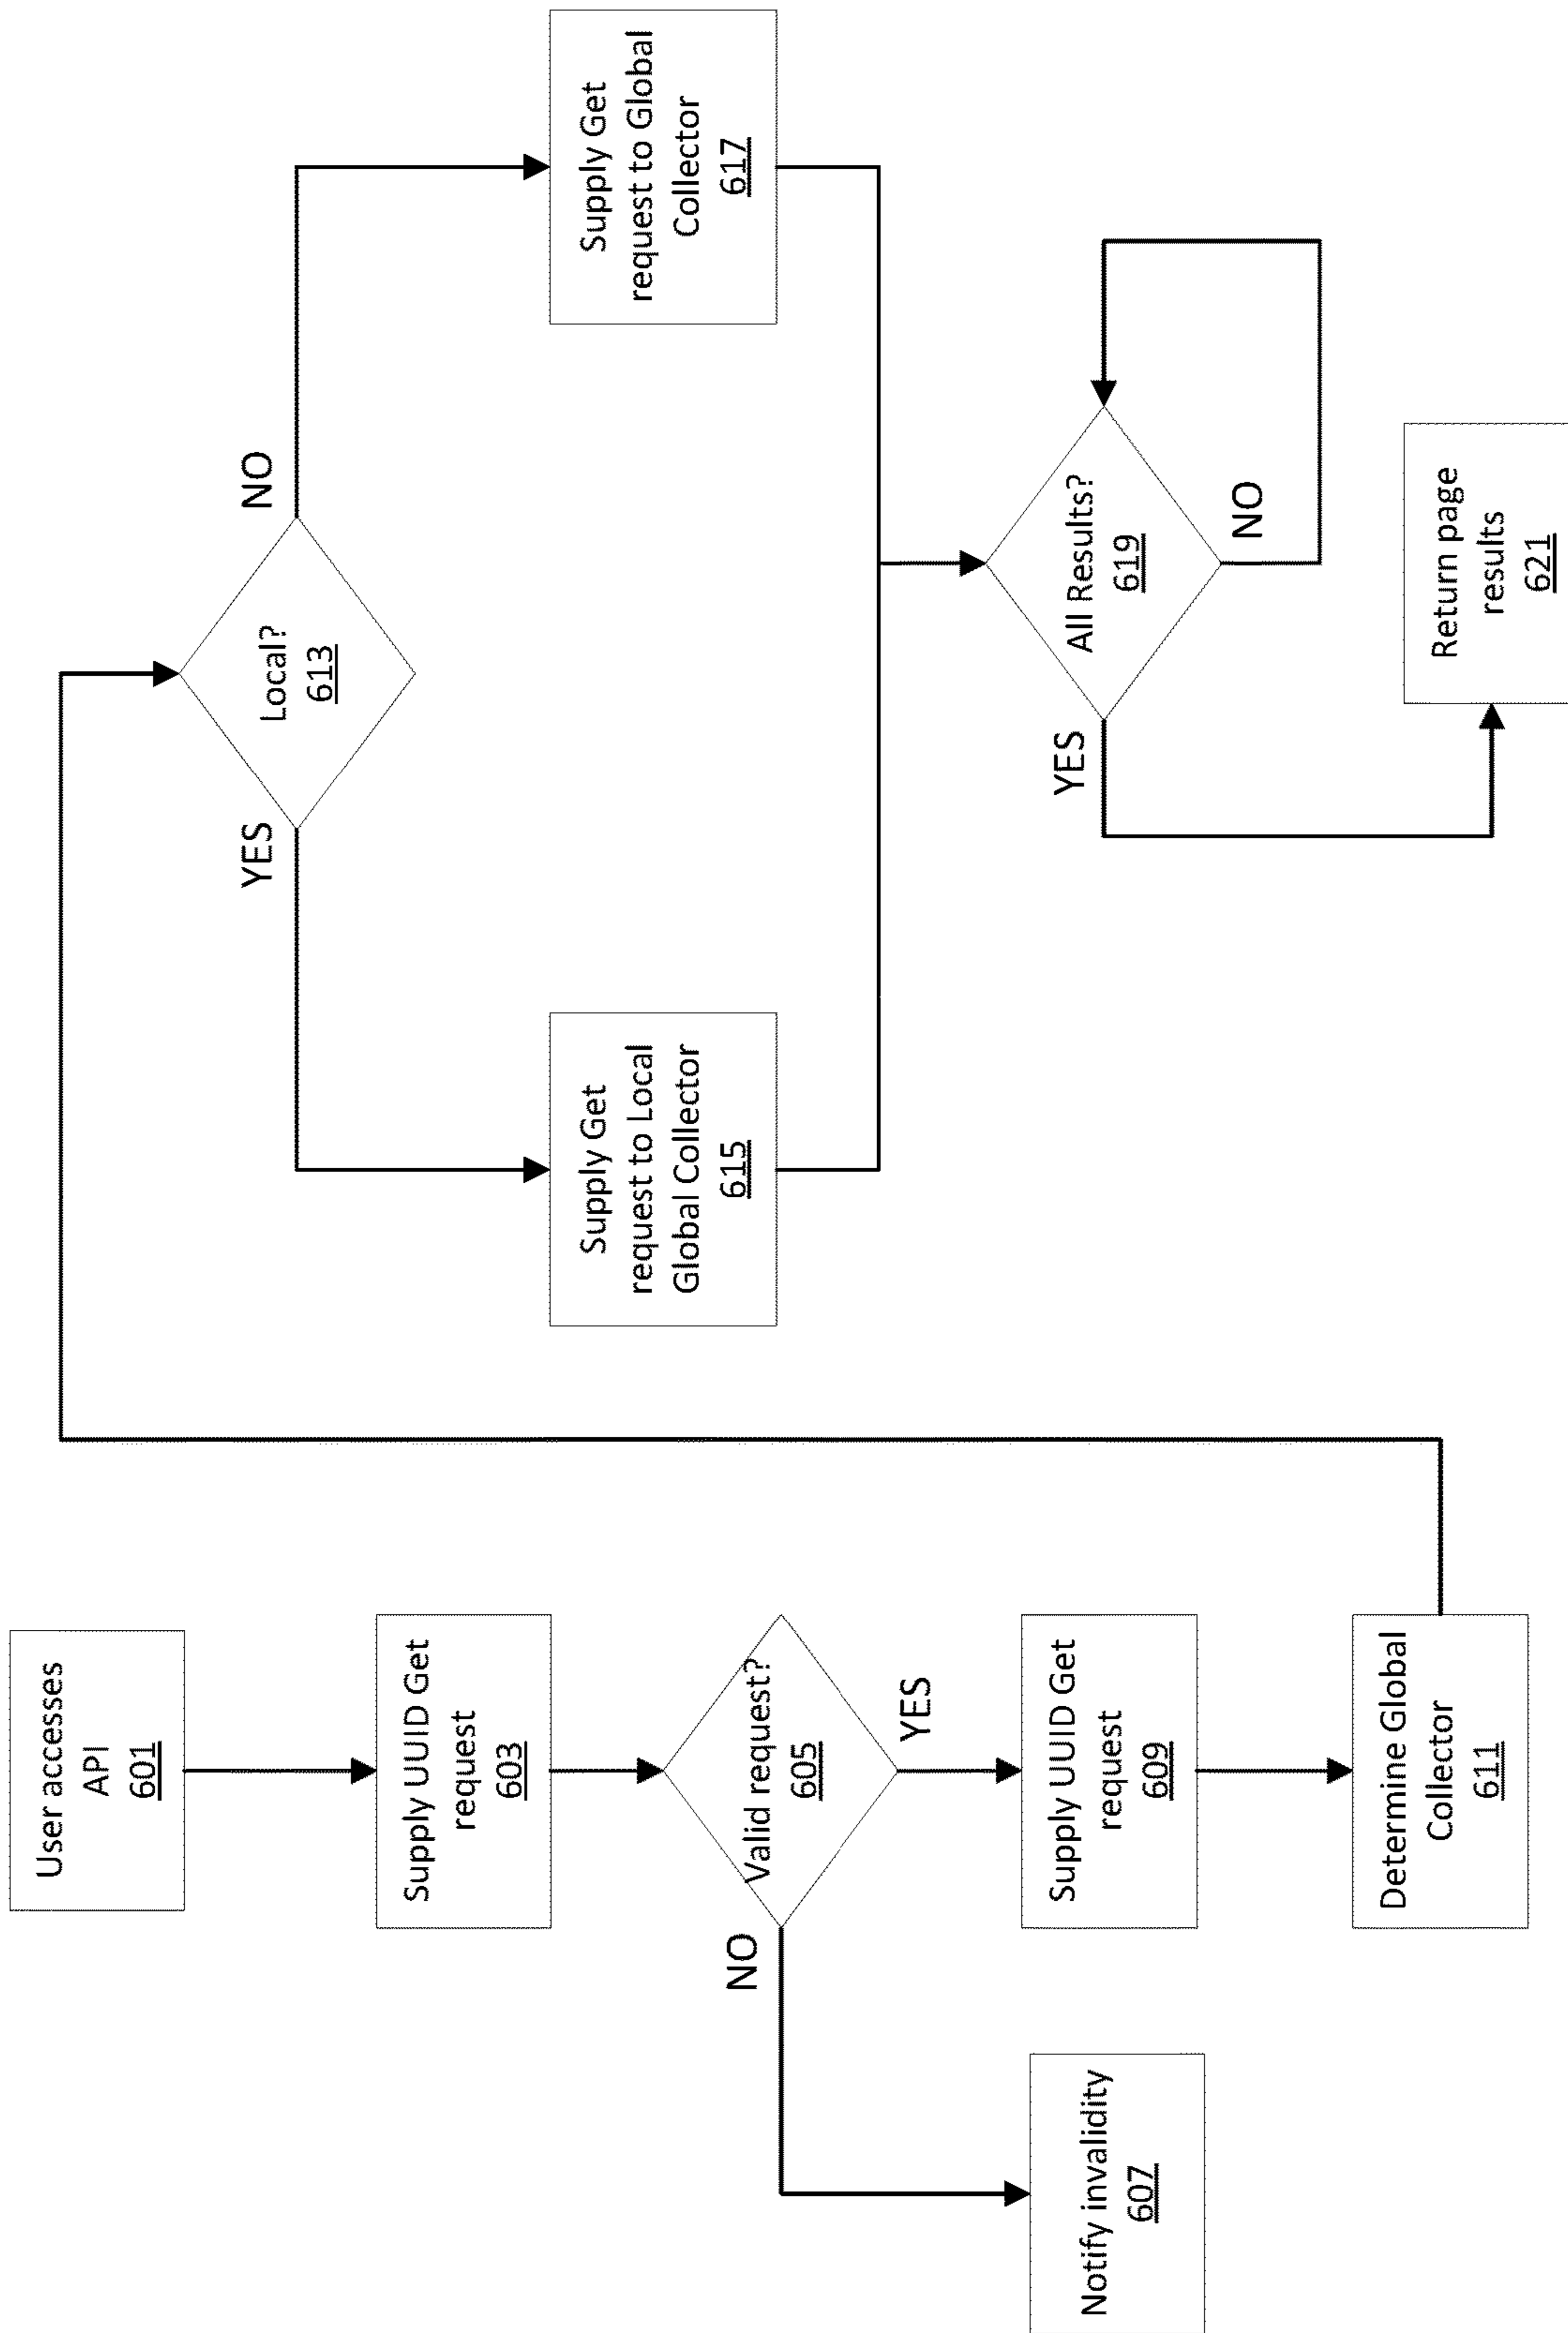 User accesses
API
601
Supply UUID Get
request
603
Valid request?
605
NO
YES
Notify invalidity
607
Supply UUID Get
request
609
Determine Global
Collector
611
Local?
613
YES
NO
Supply Get
request to Local
Global Collector
615
Supply Get
request to Global
Collector
617
All Results?
619
YES
NO
Return page
results
621